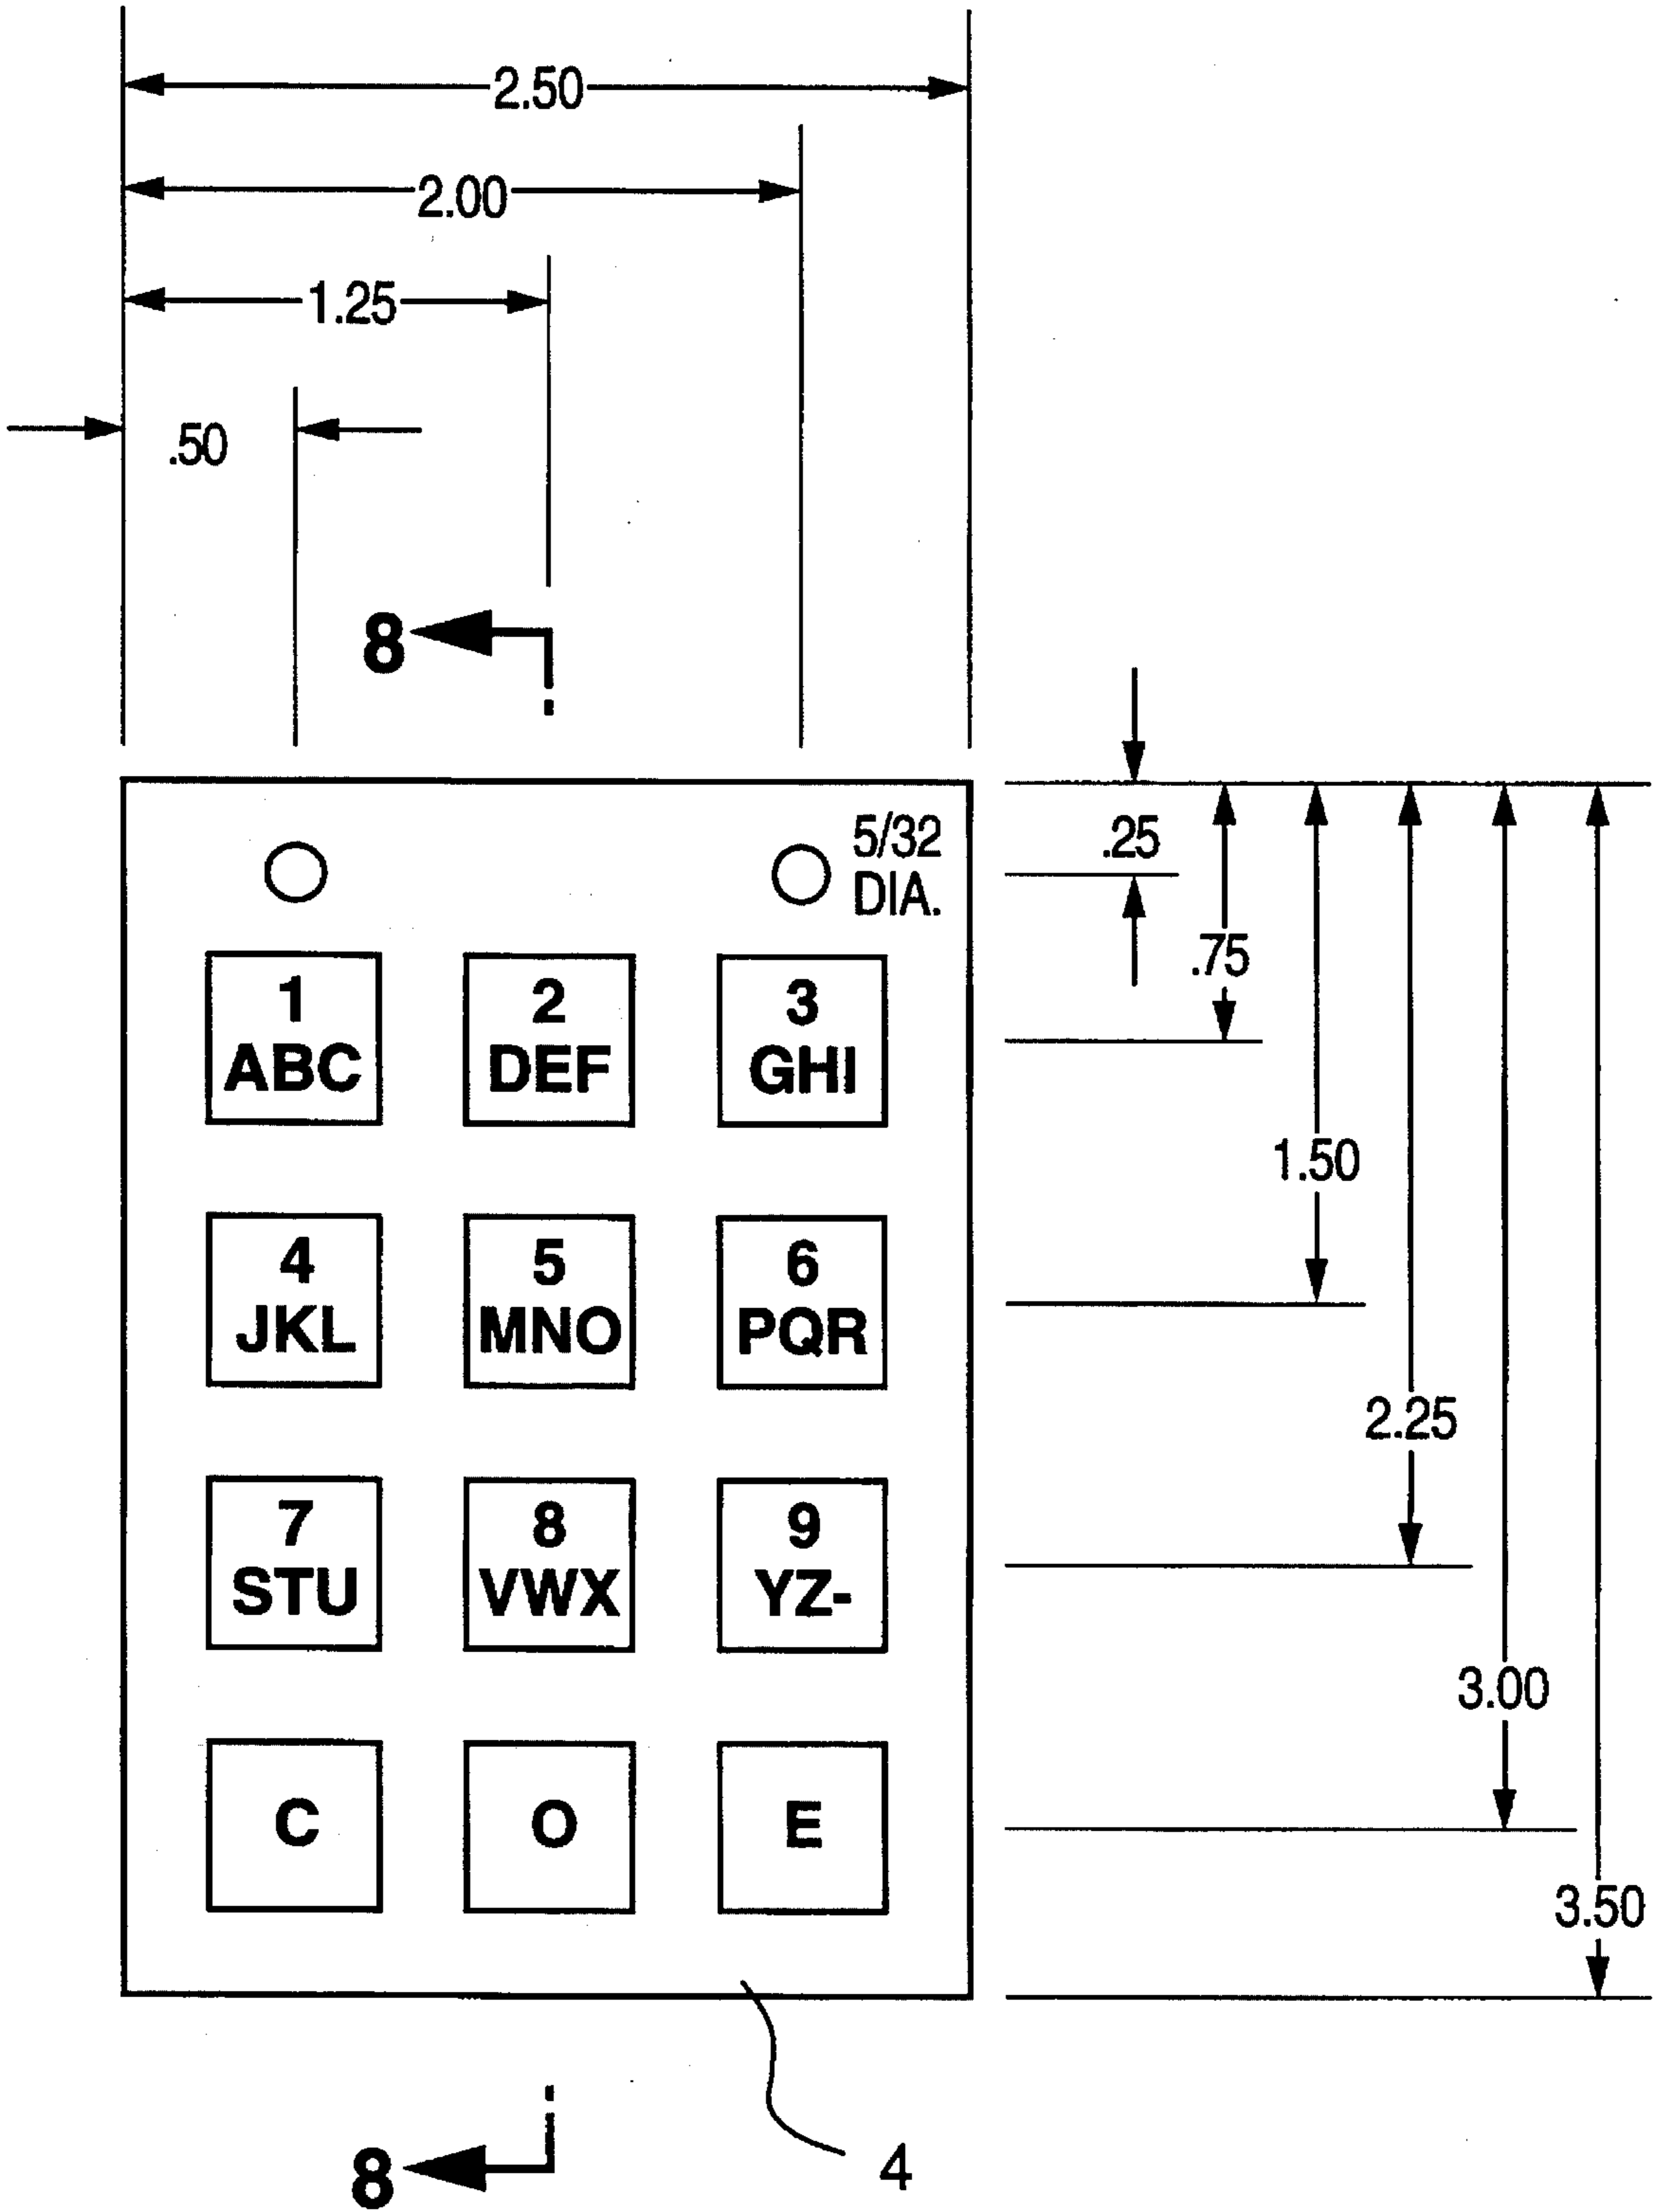 2.50
2.00
1.25
.50
8
5/32
DIA.
.25
.75
1 2 3
ABC DEF GHI
1.50
4 5 6
JKL MNO PQR
2.25
7 8 9
STU VWX YZ-
3.00
C O E
3.50
4
8